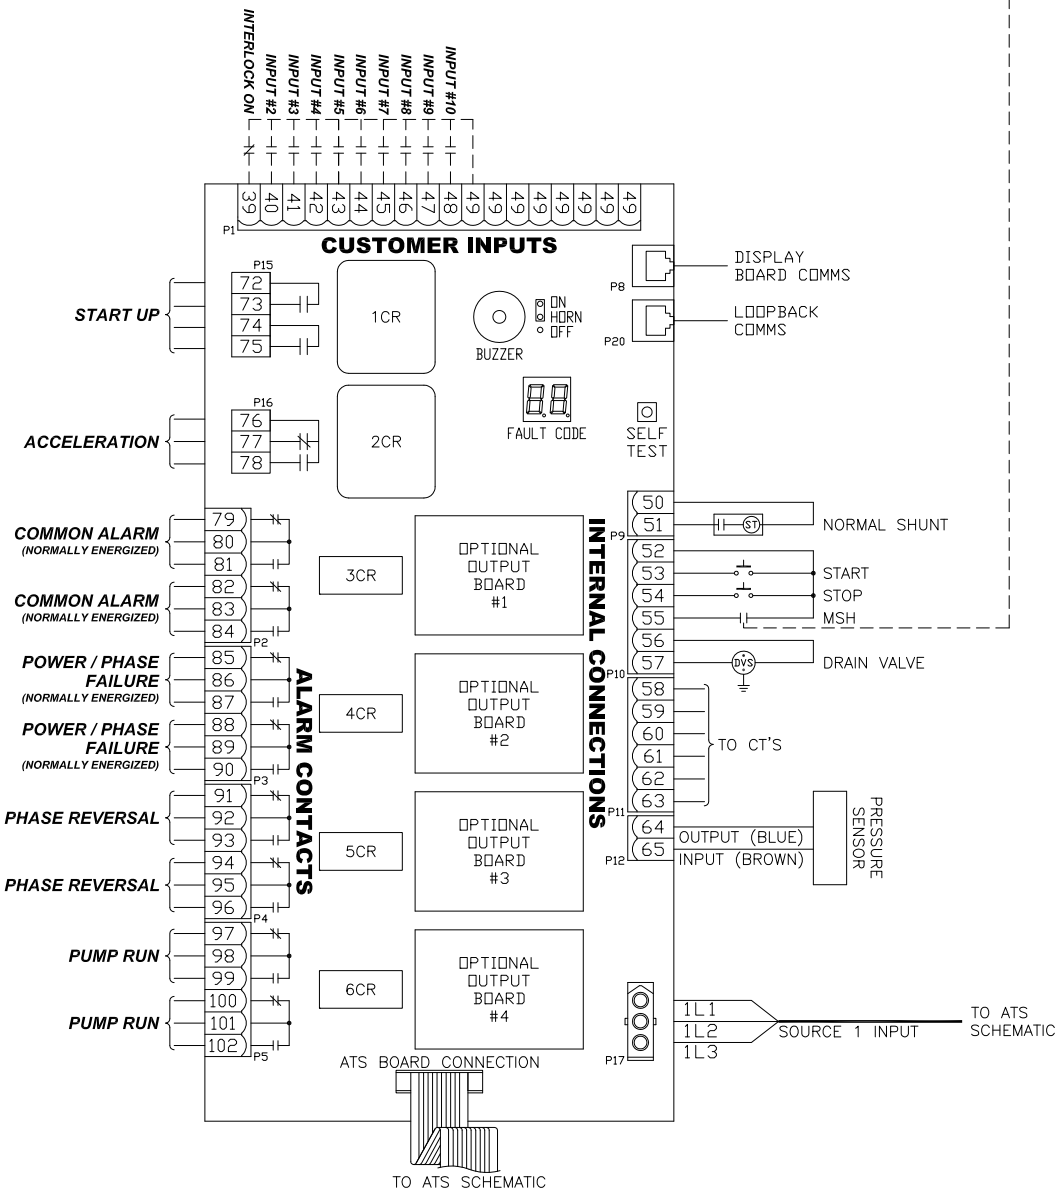 INTERLOCK ON
INPUT #2
INPUT #3
INPUT #4
INPUT #5
INPUT #6
INPUT #7
INPUT #8
INPUT #9
INPUT #10
39 40 41 42 43 44 45 46 47 48 49 49 49 49 49 49 49 49
P1
CUSTOMER INPUTS
P15
START UP
72
73
74
75
1CR
BUZZER
ON
HORN
OFF
P8
DISPLAY
BOARD COMMS
P20
LOOPBACK
COMMS
FAULT CODE
SELF
TEST
P16
ACCELERATION
76
77
78
2CR
COMMON ALARM
(NORMALLY ENERGIZED)
79
80
81
COMMON ALARM
(NORMALLY ENERGIZED)
82
83
84
P2
POWER / PHASE
FAILURE
(NORMALLY ENERGIZED)
85
86
87
POWER / PHASE
FAILURE
(NORMALLY ENERGIZED)
88
89
90
P3
PHASE REVERSAL
91
92
93
PHASE REVERSAL
94
95
96
P4
PUMP RUN
97
98
99
PUMP RUN
100
101
102
P5
ALARM CONTACTS
3CR
4CR
5CR
6CR
OPTIONAL
OUTPUT
BOARD
#1
OPTIONAL
OUTPUT
BOARD
#2
OPTIONAL
OUTPUT
BOARD
#3
OPTIONAL
OUTPUT
BOARD
#4
INTERNAL CONNECTIONS
50
51
P9
ST
NORMAL SHUNT
52
53
START
54
STOP
55
MSH
56
57
P10
DVS
DRAIN VALVE
58
59
60
61
62
63
P11
TO CT'S
64
OUTPUT (BLUE)
65
INPUT (BROWN)
P12
PRESSURE
SENSOR
P17
1L1
1L2
1L3
SOURCE 1 INPUT
TO ATS
SCHEMATIC
ATS BOARD CONNECTION
TO ATS SCHEMATIC